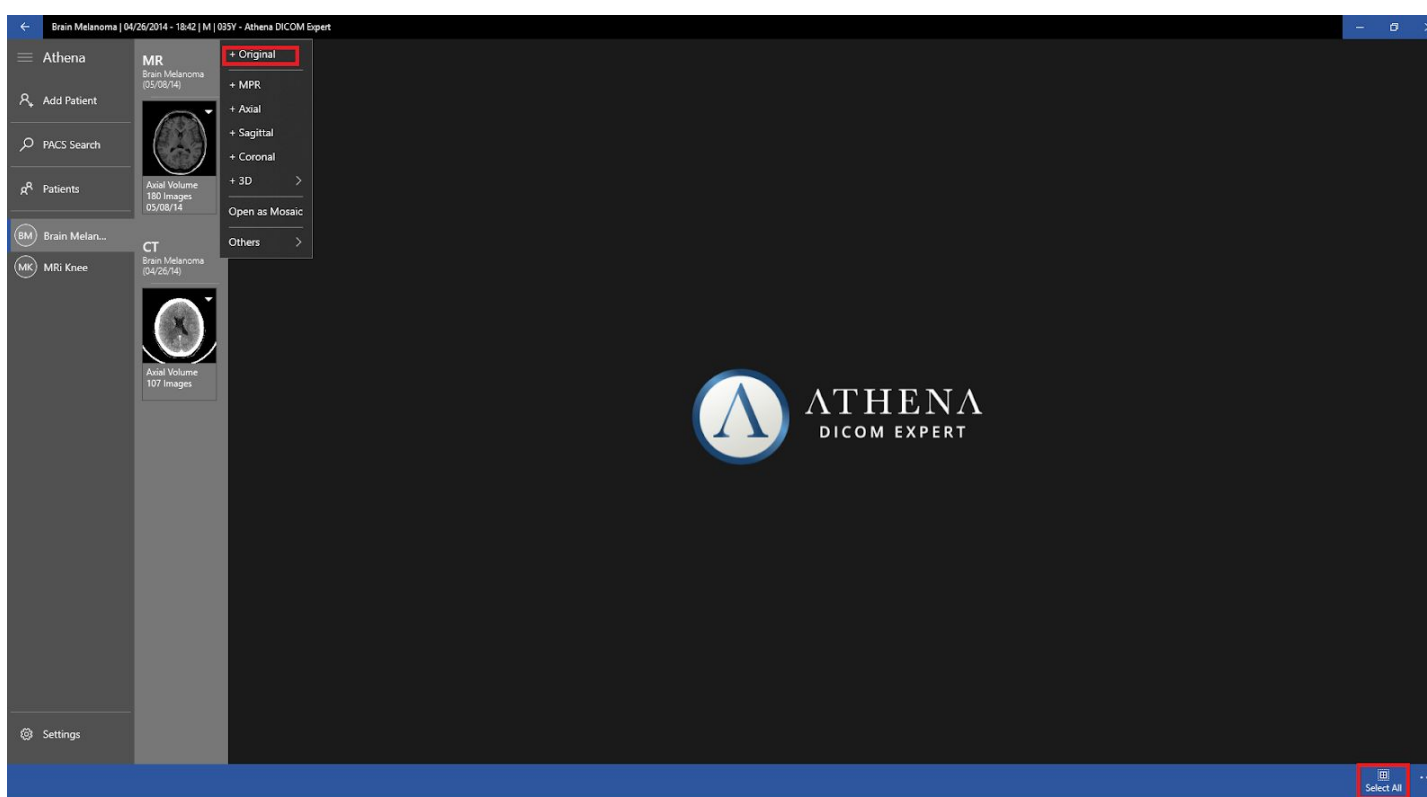 Brain Melanoma | 04/26/2014 - 18:42 | M | 035Y - Athena DICOM Expert
Athena
Add Patient
PACS Search
Patients
BM Brain Melan...
MK MRi Knee
Settings
MR
Brain Melanoma
(05/08/14)
Axial Volume
180 Images
05/08/14
CT
Brain Melanoma
(04/26/14)
Axial Volume
107 Images
+ Original
+ MPR
+ Axial
+ Sagittal
+ Coronal
+ 3D
Open as Mosaic
Others
ATHENA
DICOM EXPERT
Select All